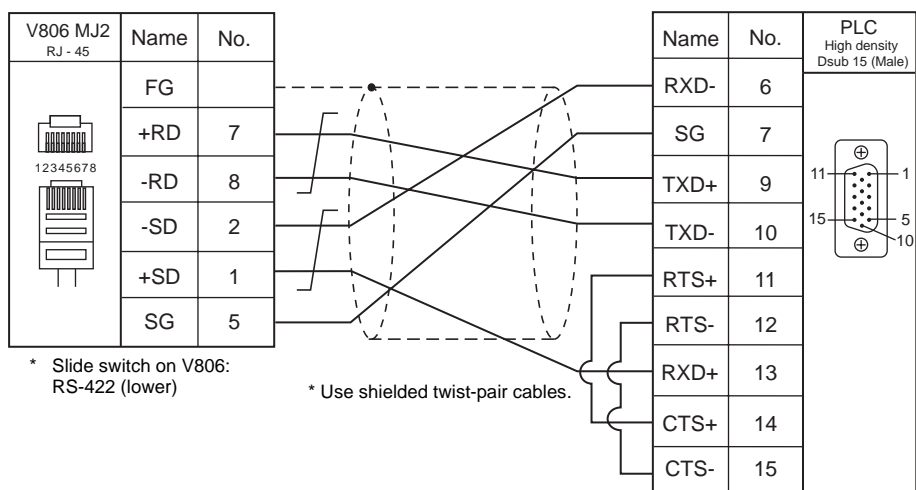 V806 MJ2
RJ - 45
Name No.
FG
+RD 7
-RD 8
-SD 2
+SD 1
SG 5
12345678
* Slide switch on V806:
RS-422 (lower)
* Use shielded twist-pair cables.
Name No.
PLC
High density
Dsub 15 (Male)
RXD- 6
SG 7
TXD+ 9
TXD- 10
RTS+ 11
RTS- 12
RXD+ 13
CTS+ 14
CTS- 15
11 1
15 5
10